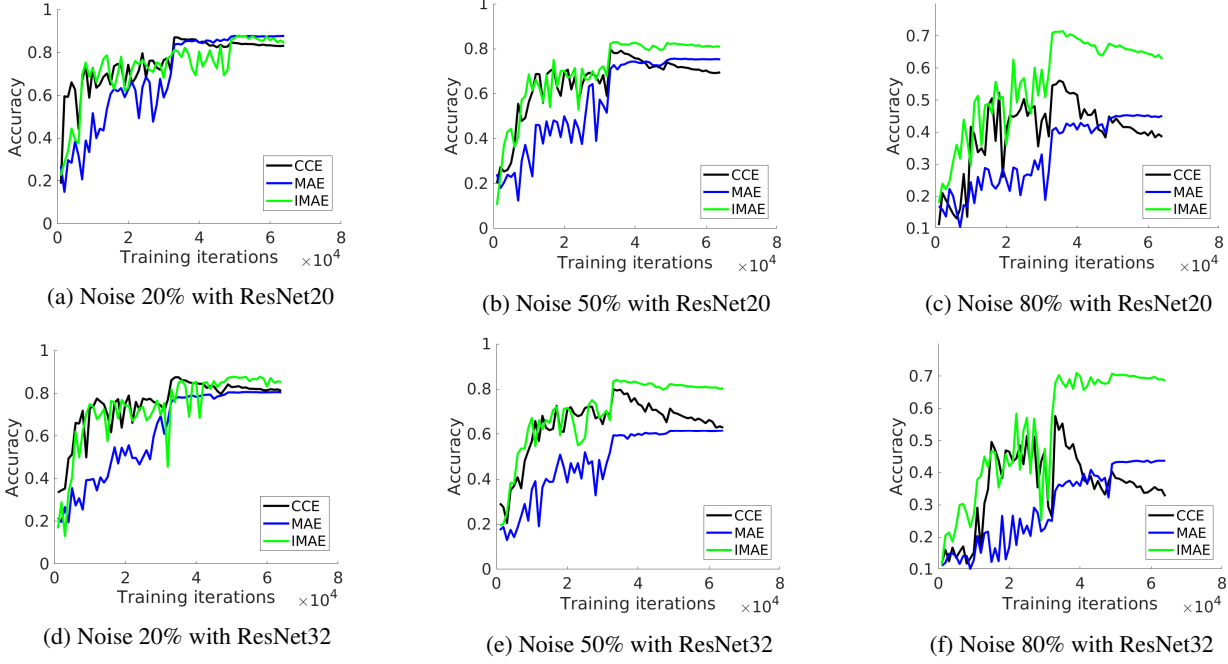 1
0.8
0.6
0.4
0.2
0
Accuracy
0 2 4 6 8
Training iterations ×10^4
CCE
MAE
IMAE
(a) Noise 20% with ResNet20
1
0.8
0.6
0.4
0.2
0
Accuracy
0 2 4 6 8
Training iterations ×10^4
CCE
MAE
IMAE
(b) Noise 50% with ResNet20
0.7
0.6
0.5
0.4
0.3
0.2
0.1
Accuracy
0 2 4 6 8
Training iterations ×10^4
CCE
MAE
IMAE
(c) Noise 80% with ResNet20
1
0.8
0.6
0.4
0.2
0
Accuracy
0 2 4 6 8
Training iterations ×10^4
CCE
MAE
IMAE
(d) Noise 20% with ResNet32
1
0.8
0.6
0.4
0.2
0
Accuracy
0 2 4 6 8
Training iterations ×10^4
CCE
MAE
IMAE
(e) Noise 50% with ResNet32
0.7
0.6
0.5
0.4
0.3
0.2
0.1
Accuracy
0 2 4 6 8
Training iterations ×10^4
CCE
MAE
IMAE
(f) Noise 80% with ResNet32